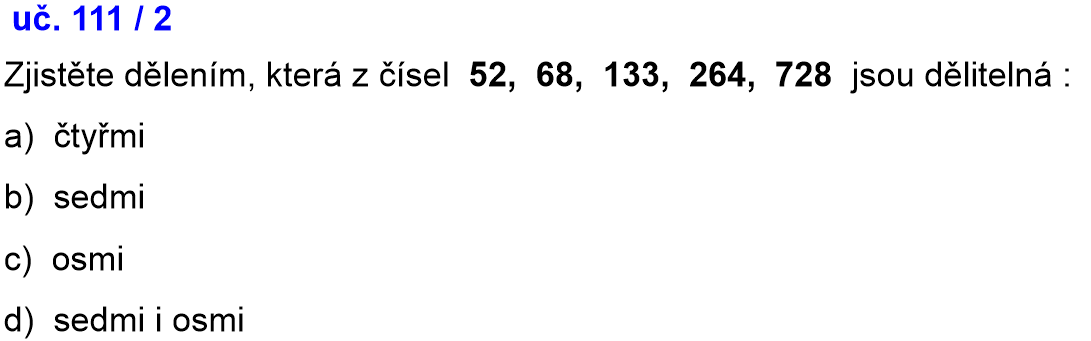 uč. 111 / 2
Zjistěte dělením, která z čísel 52, 68, 133, 264, 728 jsou dělitelná :
a) čtyřmi
b) sedmi
c) osmi
d) sedmi i osmi